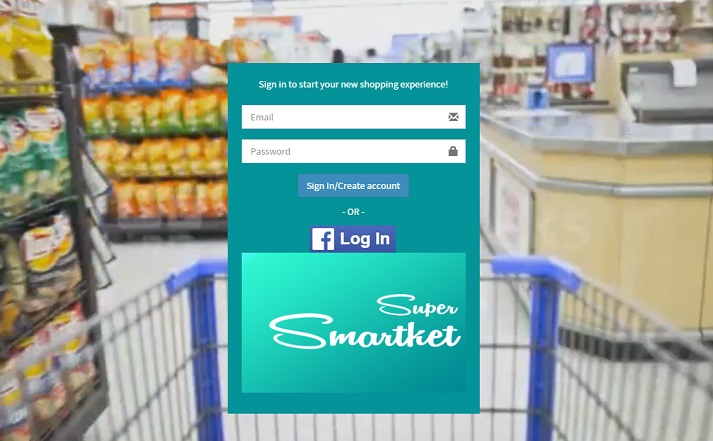 Sign in to start your new shopping experience!
Email
Password
Sign In/Create account
- OR -
f Log In
Super
Smartket